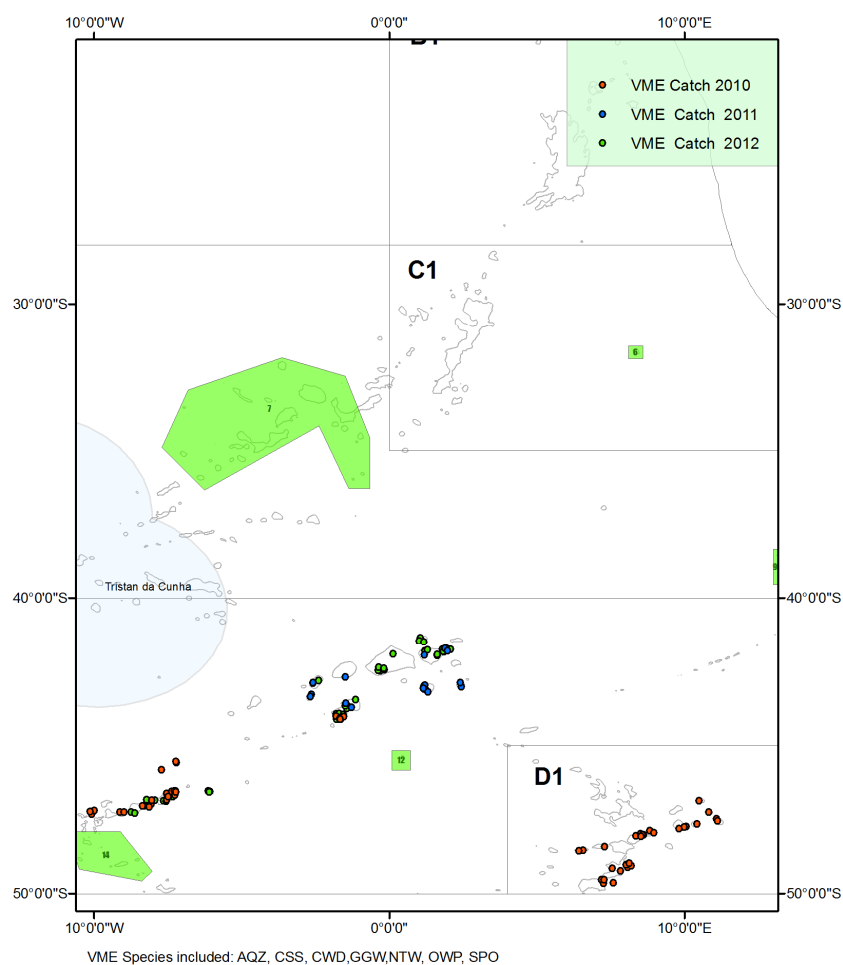 10°0'0"W 0°0'0" 10°0'0"E
VME Catch 2010
VME Catch 2011
VME Catch 2012
C1
30°0'0"S 30°0'0"S
6
7
9
Tristan da Cunha
40°0'0"S 40°0'0"S
12
D1
14
50°0'0"S 50°0'0"S
10°0'0"W 0°0'0" 10°0'0"E
VME Species included: AQZ, CSS, CWD,GGW,NTW, OWP, SPO